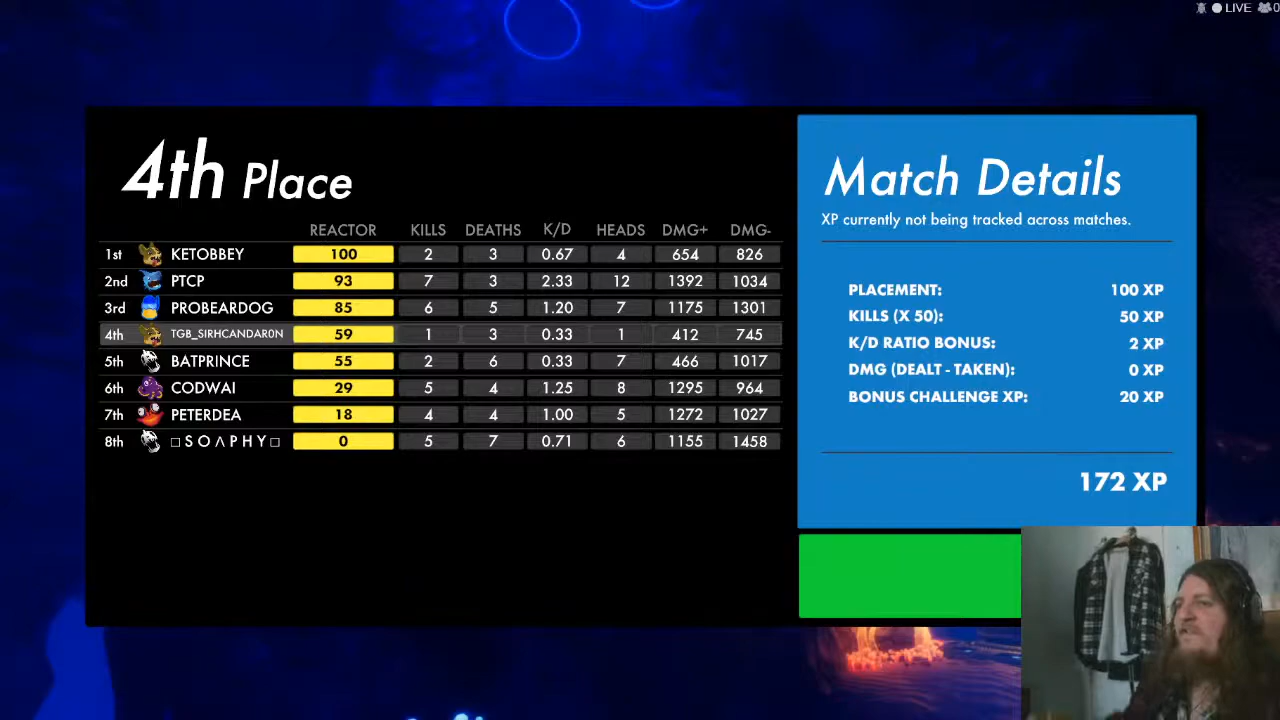 LIVE 0
4th Place
REACTOR KILLS DEATHS K/D HEADS DMG+ DMG-
1st KETOBBEY 100 2 3 0.67 4 654 826
2nd PTCP 93 7 3 2.33 12 1392 1034
3rd PROBEARDOG 85 6 5 1.20 7 1175 1301
4th TGB_SIRHCANDAR0N 59 1 3 0.33 1 412 745
5th BATPRINCE 55 2 6 0.33 7 466 1017
6th CODWAI 29 5 4 1.25 8 1295 964
7th PETERDEA 18 4 4 1.00 5 1272 1027
8th □ S O Λ P H Y □ 0 5 7 0.71 6 1155 1458
Match Details
XP currently not being tracked across matches.
PLACEMENT: 100 XP
KILLS (X 50): 50 XP
K/D RATIO BONUS: 2 XP
DMG (DEALT - TAKEN): 0 XP
BONUS CHALLENGE XP: 20 XP
172 XP